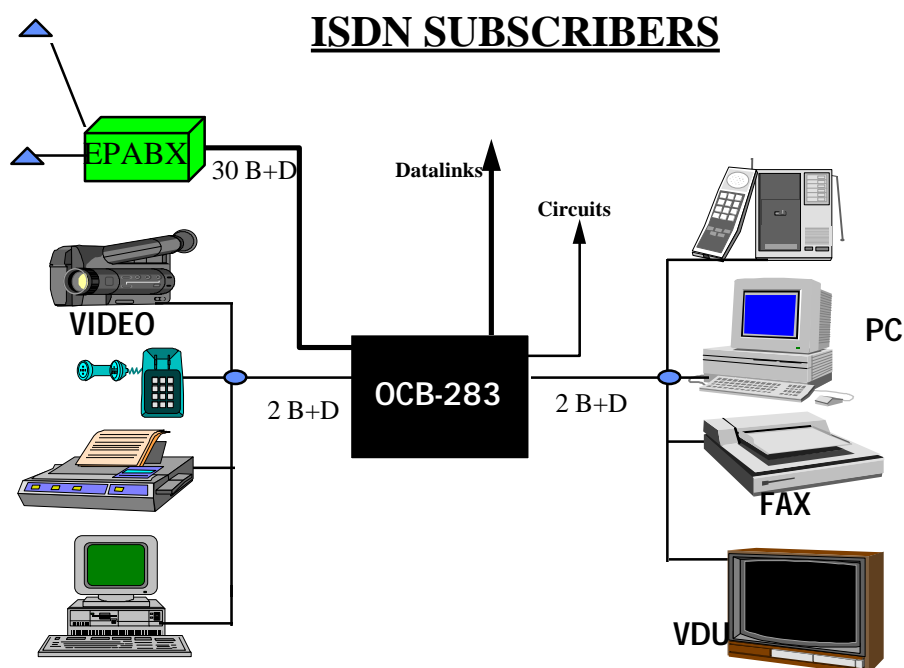 ISDN SUBSCRIBERS
EPABX
30 B+D
Datalinks
Circuits
VIDEO
PC
OCB-283
2 B+D
2 B+D
FAX
VDU